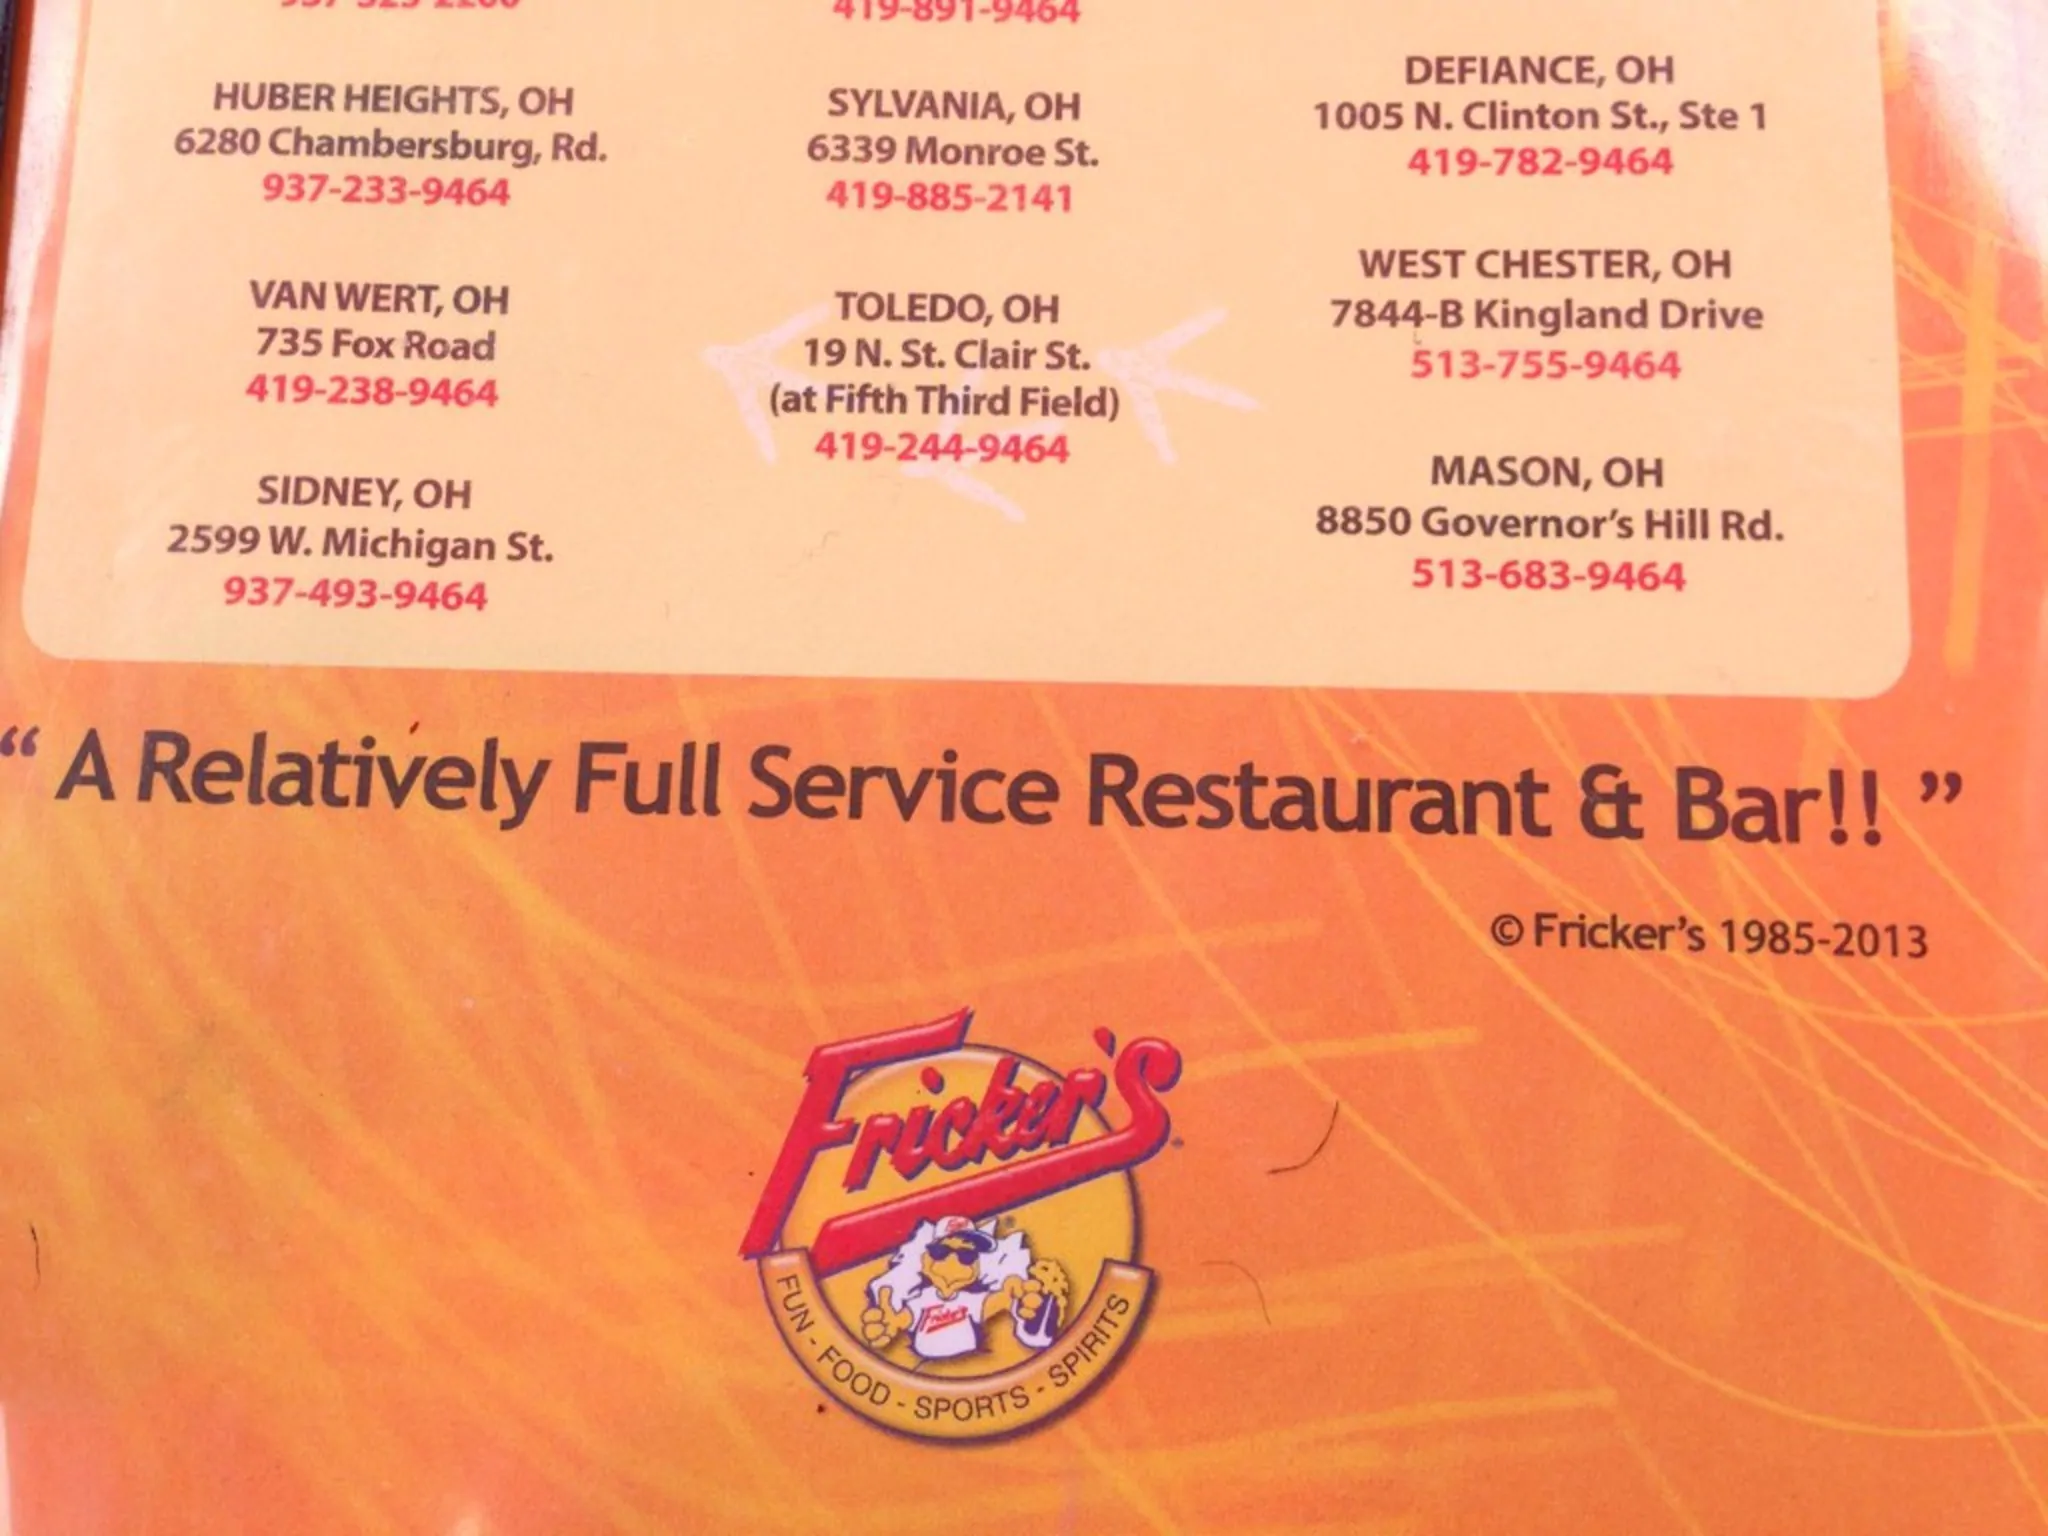 419-891-9464
HUBER HEIGHTS, OH
6280 Chambersburg, Rd.
937-233-9464
VAN WERT, OH
735 Fox Road
419-238-9464
SIDNEY, OH
2599 W. Michigan St.
937-493-9464
SYLVANIA, OH
6339 Monroe St.
419-885-2141
TOLEDO, OH
19 N. St. Clair St.
(at Fifth Third Field)
419-244-9464
DEFIANCE, OH
1005 N. Clinton St., Ste 1
419-782-9464
WEST CHESTER, OH
7844-B Kingland Drive
513-755-9464
MASON, OH
8850 Governor's Hill Rd.
513-683-9464
“ A Relatively Full Service Restaurant & Bar!! ”
© Fricker's 1985-2013
Fricker's
Fricker's
FUN - FOOD - SPORTS - SPIRITS